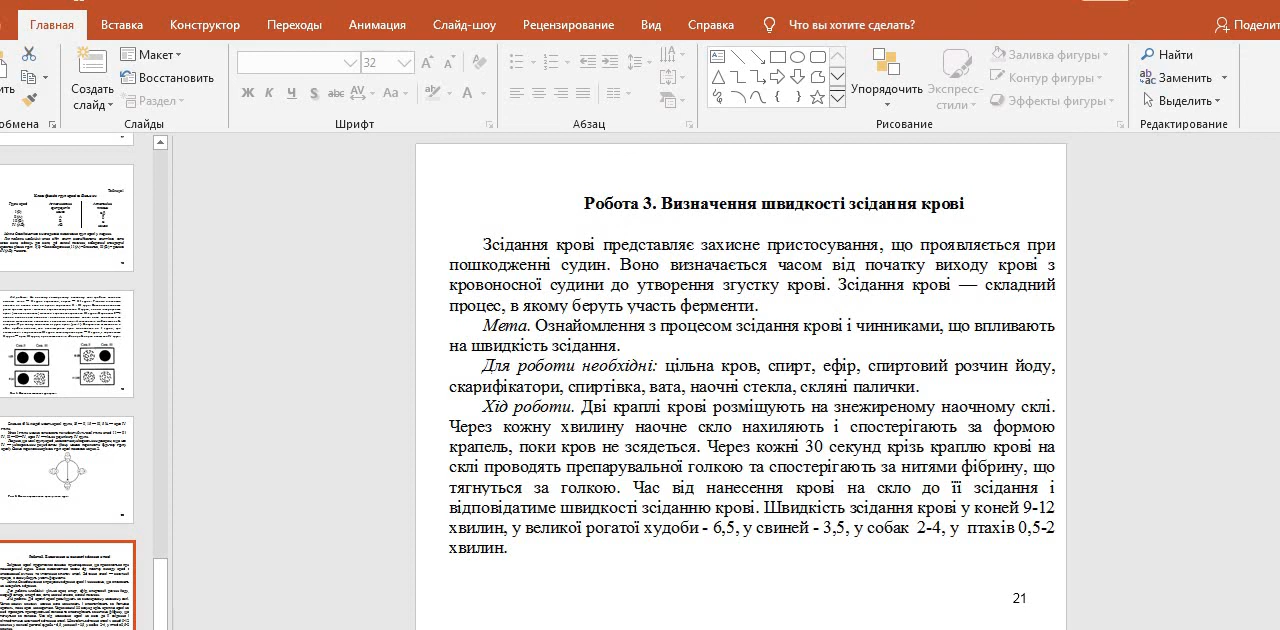 Главная Вставка Конструктор Переходы Анимация Слайд-шоу Рецензирование Вид Справка Что вы хотите сделать? Поделит
Макет
Восстановить
Раздел
Создать
слайд
обмена
Слайды
32
Ж К Ч S abc AV Aa
Шрифт
Абзац
Упорядочить
Экспресс-
стили
Заливка фигуры
Контур фигуры
Эффекты фигуры
Рисование
Найти
Заменить
Выделить
Редактирование
Робота 3. Визначення швидкості зсідання крові
Зсідання крові представляє захисне пристосування, що проявляється при
пошкодженні судин. Воно визначається часом від початку виходу крові з
кровоносної судини до утворення згустку крові. Зсідання крові — складний
процес, в якому беруть участь ферменти.
Мета. Ознайомлення з процесом зсідання крові і чинниками, що впливають
на швидкість зсідання.
Для роботи необхідні: цільна кров, спирт, ефір, спиртовий розчин йоду,
скарифікатори, спиртівка, вата, наочні стекла, скляні палички.
Хід роботи. Дві краплі крові розміщують на знежиреному наочному склі.
Через кожну хвилину наочне скло нахиляють і спостерігають за формою
крапель, поки кров не зсядеться. Через кожні 30 секунд крізь краплю крові на
склі проводять препарувальної голкою та спостерігають за нитями фібрину, що
тягнуться за голкою. Час від нанесення крові на скло до її зсідання і
відповідатиме швидкості зсіданню крові. Швидкість зсідання крові у коней 9-12
хвилин, у великої рогатої худоби - 6,5, у свиней - 3,5, у собак 2-4, у птахів 0,5-2
хвилин.
21